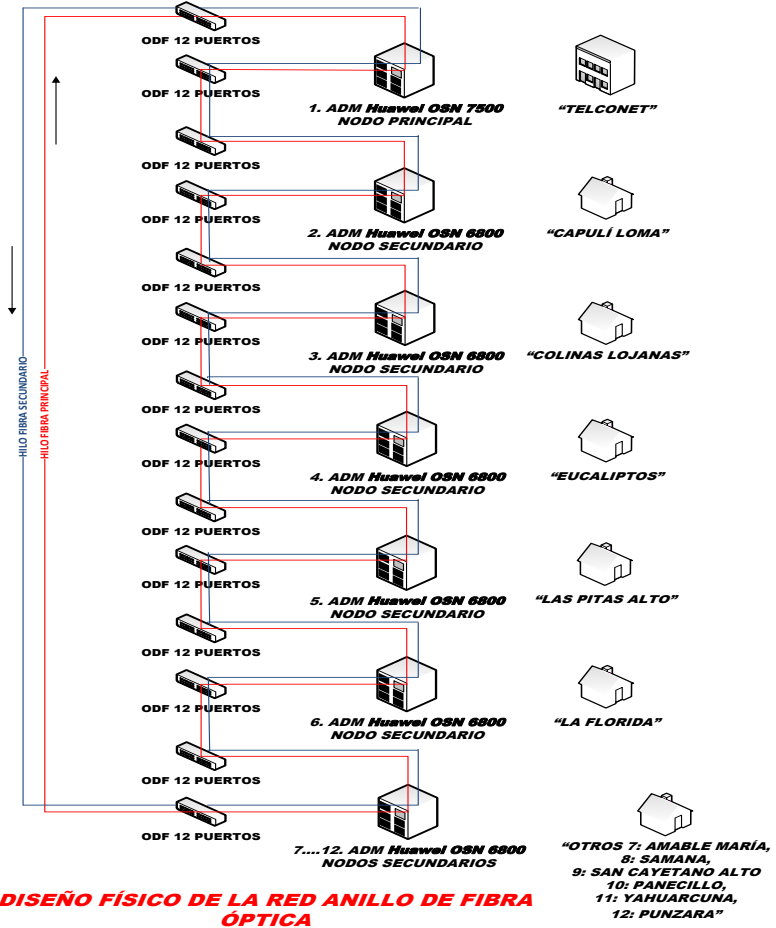 ODF 12 PUERTOS
ODF 12 PUERTOS
1. ADM Huawei OSN 7500
NODO PRINCIPAL
“TELCONET”
ODF 12 PUERTOS
ODF 12 PUERTOS
2. ADM Huawei OSN 6800
NODO SECUNDARIO
“CAPULÍ LOMA”
ODF 12 PUERTOS
ODF 12 PUERTOS
3. ADM Huawei OSN 6800
NODO SECUNDARIO
“COLINAS LOJANAS”
HILO FIBRA SECUNDARIO
HILO FIBRA PRINCIPAL
ODF 12 PUERTOS
ODF 12 PUERTOS
4. ADM Huawei OSN 6800
NODO SECUNDARIO
“EUCALIPTOS”
ODF 12 PUERTOS
ODF 12 PUERTOS
5. ADM Huawei OSN 6800
NODO SECUNDARIO
“LAS PITAS ALTO”
ODF 12 PUERTOS
ODF 12 PUERTOS
6. ADM Huawei OSN 6800
NODO SECUNDARIO
“LA FLORIDA”
ODF 12 PUERTOS
ODF 12 PUERTOS
7....12. ADM Huawei OSN 6800
NODOS SECUNDARIOS
“OTROS 7: AMABLE MARÍA,
8: SAMANA,
9: SAN CAYETANO ALTO
10: PANECILLO,
11: YAHUARCUNA,
12: PUNZARA”
DISEÑO FÍSICO DE LA RED ANILLO DE FIBRA
ÓPTICA